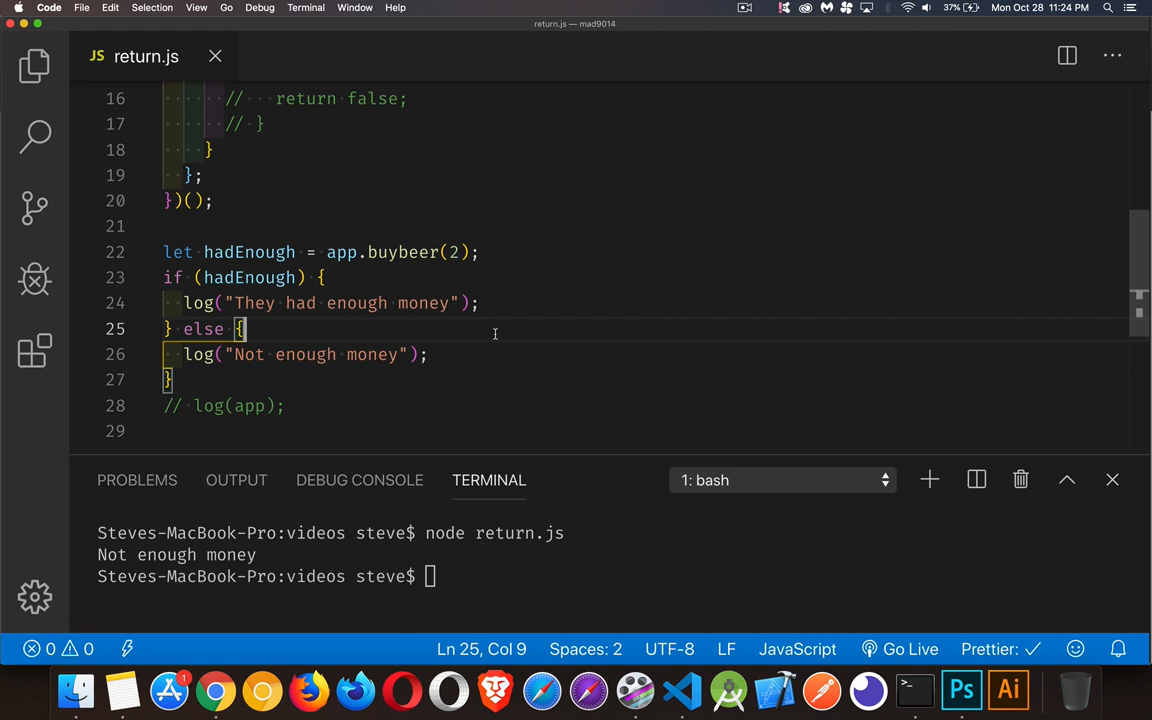 Code File Edit Selection View Go Debug Terminal Window Help 37% Mon Oct 28 11:24 PM
return.js — mad9014
JS return.js
16 // return false;
17 // }
18 }
19 };
20 })();
21
22 let hadEnough = app.buybeer(2);
23 if (hadEnough) {
24 log("They had enough money");
25 } else {
26 log("Not enough money");
27 }
28 // log(app);
29
PROBLEMS OUTPUT DEBUG CONSOLE TERMINAL 1: bash
Steves-MacBook-Pro:videos steve$ node return.js
Not enough money
Steves-MacBook-Pro:videos steve$
0 0 Ln 25, Col 9 Spaces: 2 UTF-8 LF JavaScript Go Live Prettier: ✓
1 >_ Ps Ai